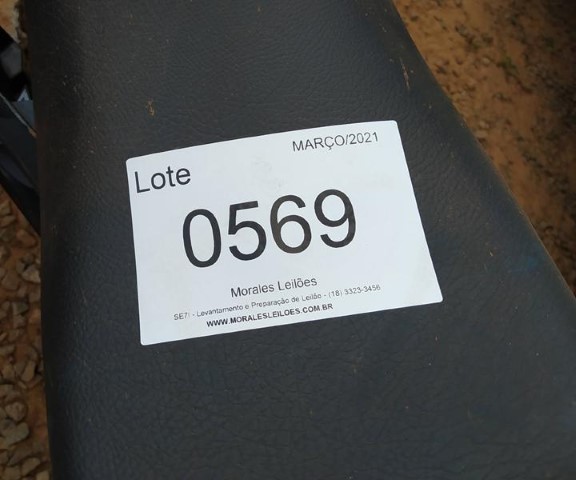 MARÇO/2021
Lote
0569
Morales Leilões
SE7! - Levantamento e Preparação de Leilão - (18) 3323-3456
WWW.MORALESLEILOES.COM.BR